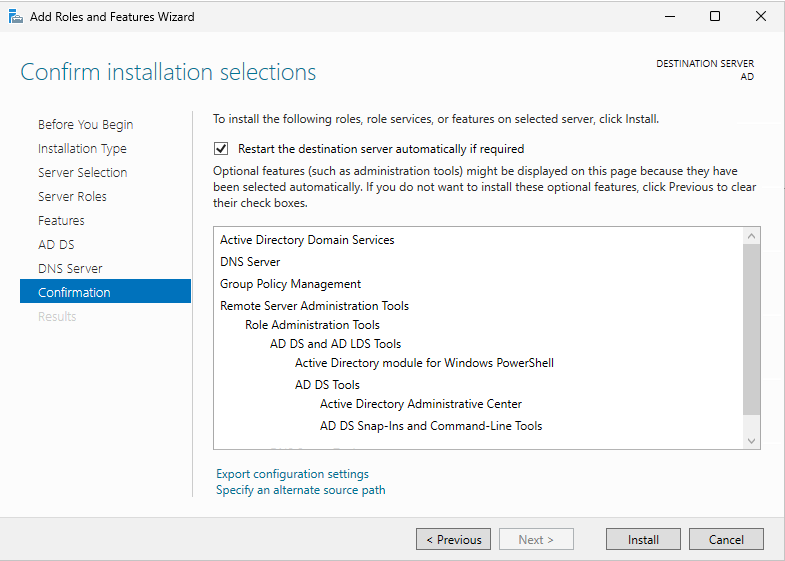 Add Roles and Features Wizard
Confirm installation selections
DESTINATION SERVER
AD
Before You Begin
Installation Type
Server Selection
Server Roles
Features
AD DS
DNS Server
Confirmation
Results
To install the following roles, role services, or features on selected server, click Install.
Restart the destination server automatically if required
Optional features (such as administration tools) might be displayed on this page because they have
been selected automatically. If you do not want to install these optional features, click Previous to clear
their check boxes.
Active Directory Domain Services
DNS Server
Group Policy Management
Remote Server Administration Tools
Role Administration Tools
AD DS and AD LDS Tools
Active Directory module for Windows PowerShell
AD DS Tools
Active Directory Administrative Center
AD DS Snap-Ins and Command-Line Tools
Export configuration settings
Specify an alternate source path
< Previous
Next >
Install
Cancel